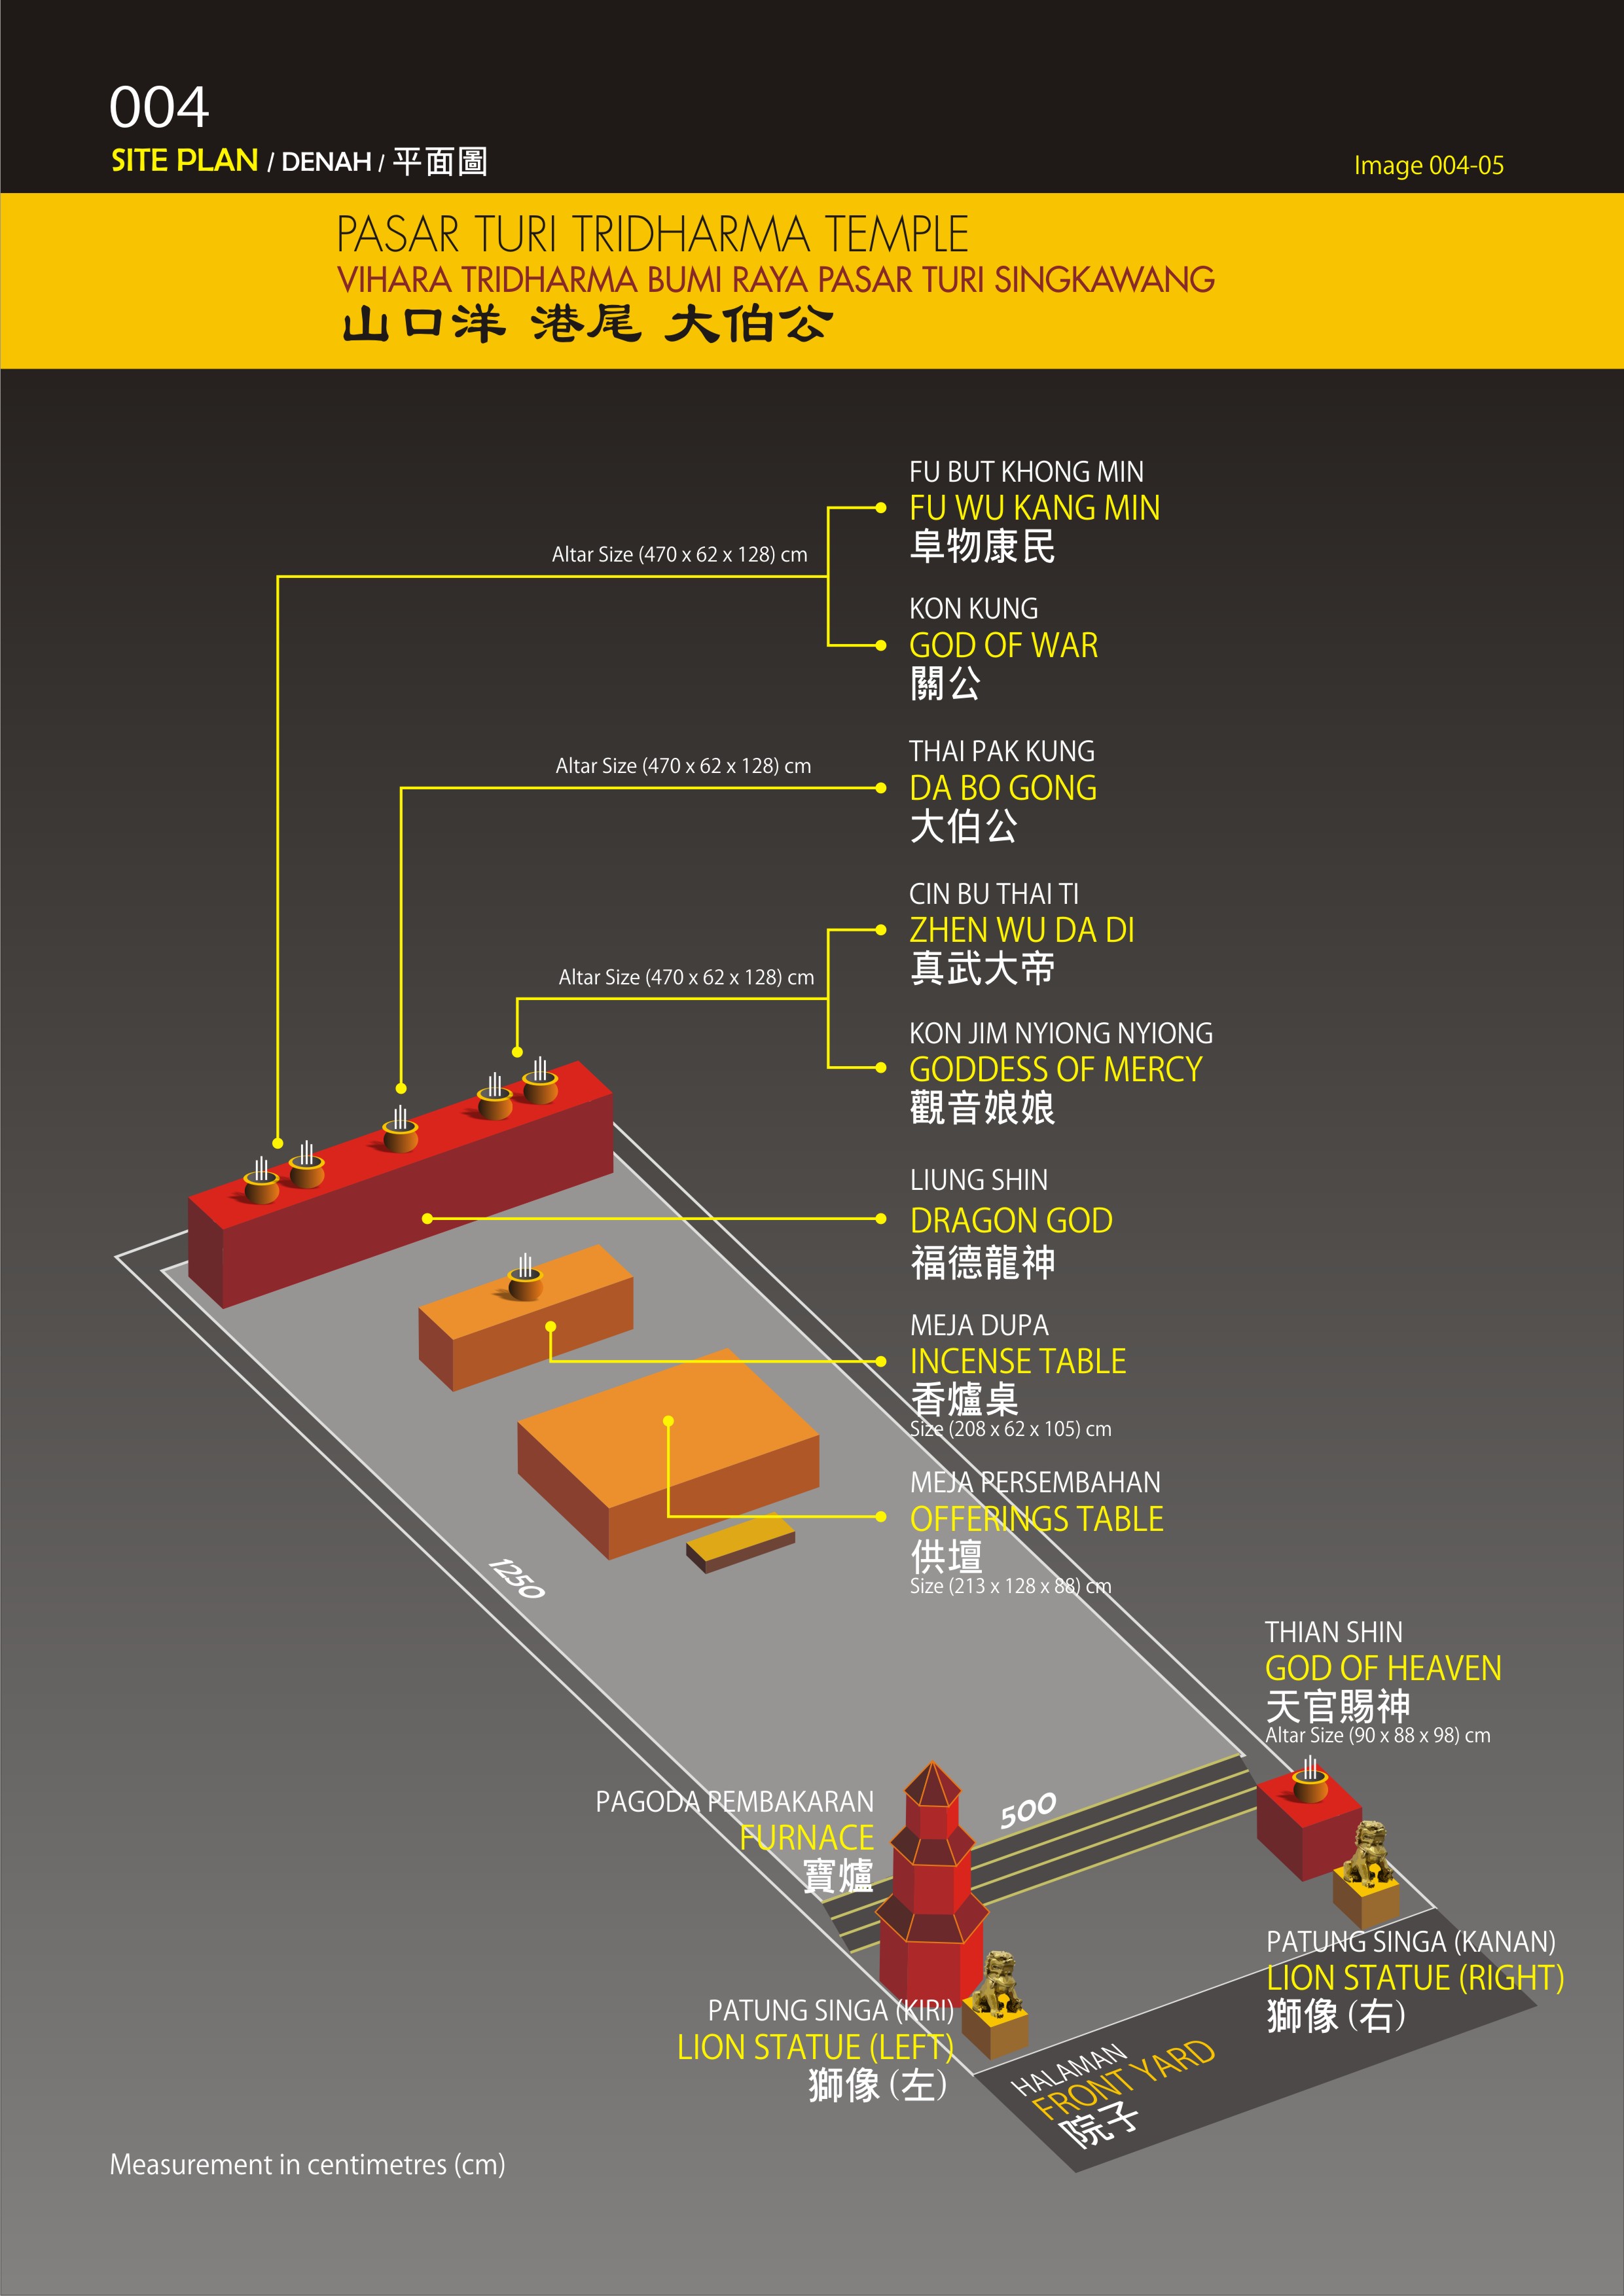 004
SITE PLAN / DENAH / 平面圖
Image 004-05
PASAR TURI TRIDHARMA TEMPLE
VIHARA TRIDHARMA BUMI RAYA PASAR TURI SINGKAWANG
山口洋 港尾 大伯公
FU BUT KHONG MIN
FU WU KANG MIN
阜物康民
Altar Size (470 x 62 x 128) cm
KON KUNG
GOD OF WAR
關公
THAI PAK KUNG
Altar Size (470 x 62 x 128) cm
DA BO GONG
大伯公
CIN BU THAI TI
ZHEN WU DA DI
真武大帝
Altar Size (470 x 62 x 128) cm
KON JIM NYIONG NYIONG
GODDESS OF MERCY
觀音娘娘
LIUNG SHIN
DRAGON GOD
福德龍神
MEJA DUPA
INCENSE TABLE
香爐桌
Size (208 x 62 x 105) cm
MEJA PERSEMBAHAN
OFFERINGS TABLE
供壇
Size (213 x 128 x 88) cm
1250
THIAN SHIN
GOD OF HEAVEN
天官賜神
Altar Size (90 x 88 x 98) cm
PAGODA PEMBAKARAN
FURNACE
寶爐
500
PATUNG SINGA (KANAN)
LION STATUE (RIGHT)
獅像 (右)
PATUNG SINGA (KIRI)
LION STATUE (LEFT)
獅像 (左)
HALAMAN
FRONT YARD
院子
Measurement in centimetres (cm)